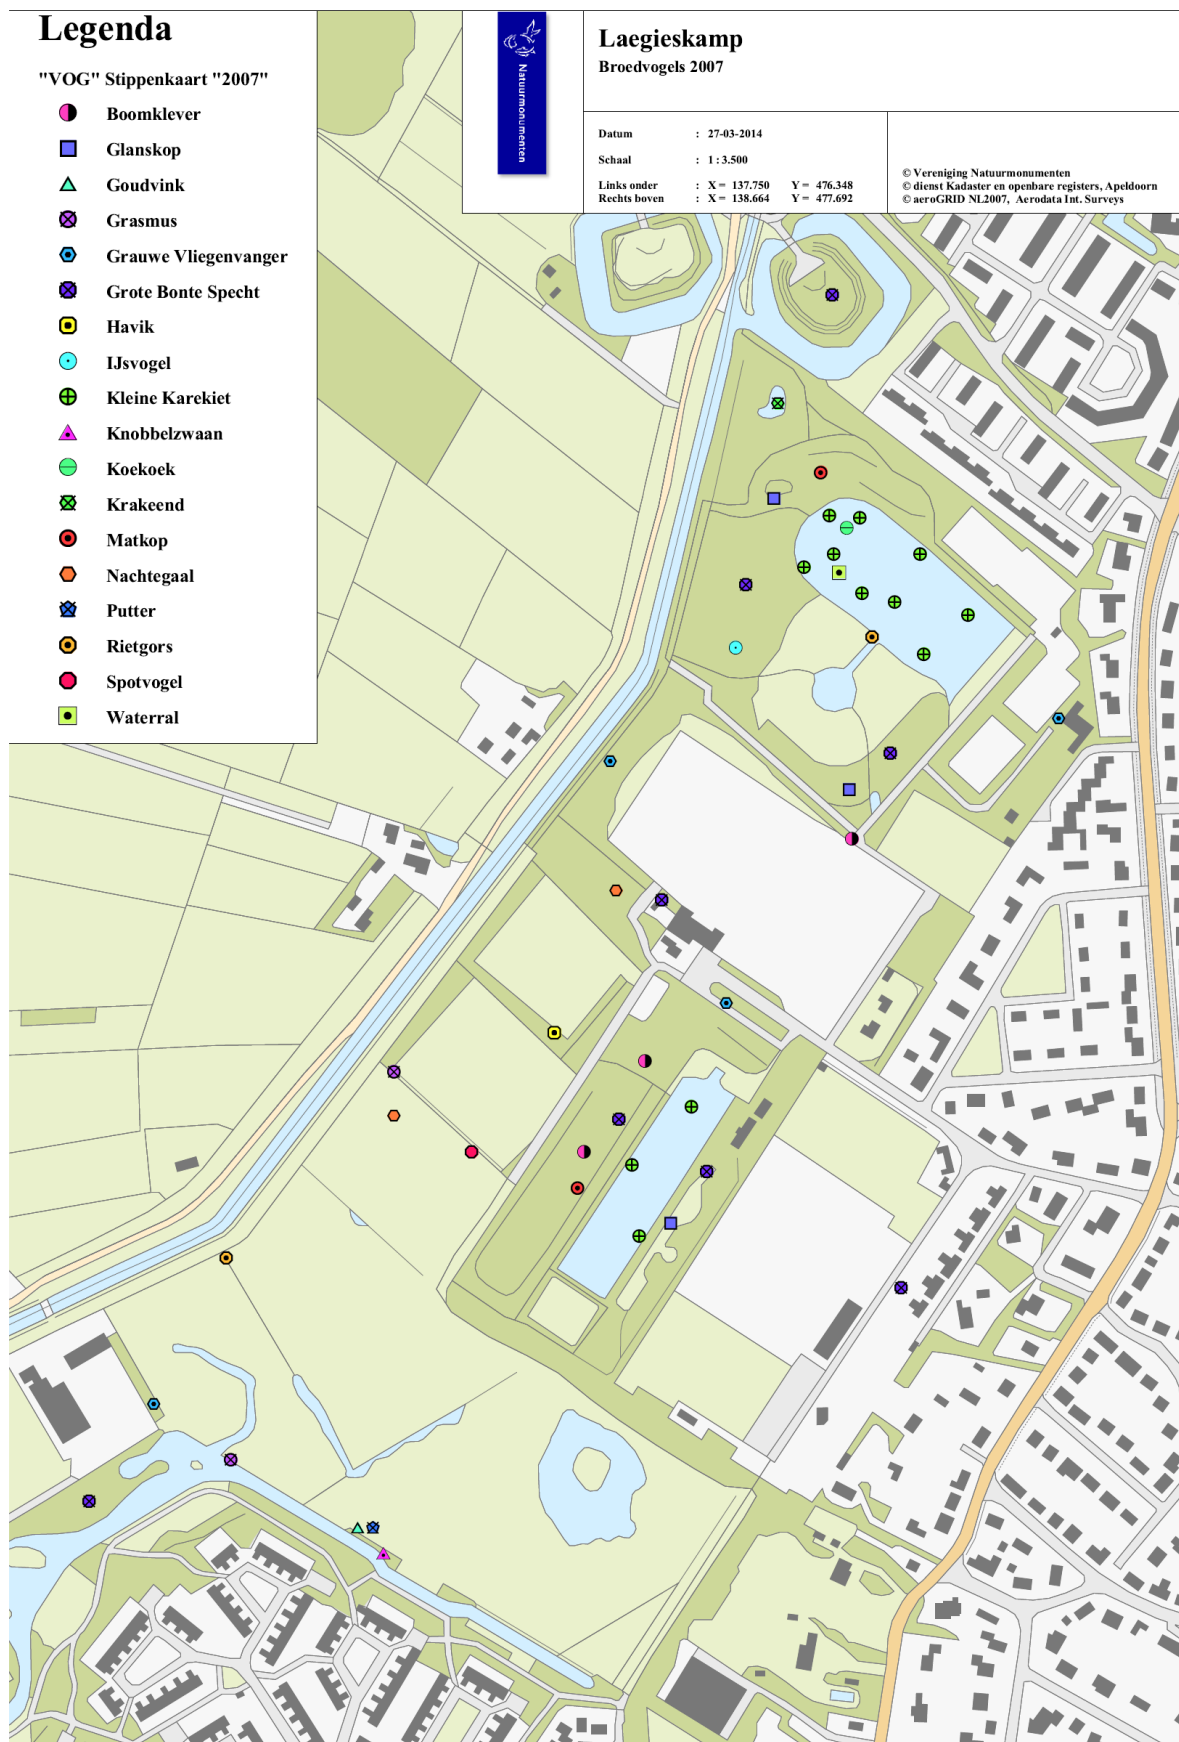 Legenda
"VOG" Stippenkaart "2007"
Boomklever
Glanskop
Goudvink
Grasmus
Grauwe Vliegenvanger
Grote Bonte Specht
Havik
IJsvogel
Kleine Karekiet
Knobbelzwaan
Koekoek
Krakeend
Matkop
Nachtegaal
Putter
Rietgors
Spotvogel
Waterral
Natuurmonumenten
Laegieskamp
Broedvogels 2007
Datum : 27-03-2014
Schaal : 1 : 3.500
Links onder : X = 137.750 Y = 476.348
Rechts boven : X = 138.664 Y = 477.692
© Vereniging Natuurmonumenten
© dienst Kadaster en openbare registers, Apeldoorn
© aeroGRID NL2007, Aerodata Int. Surveys